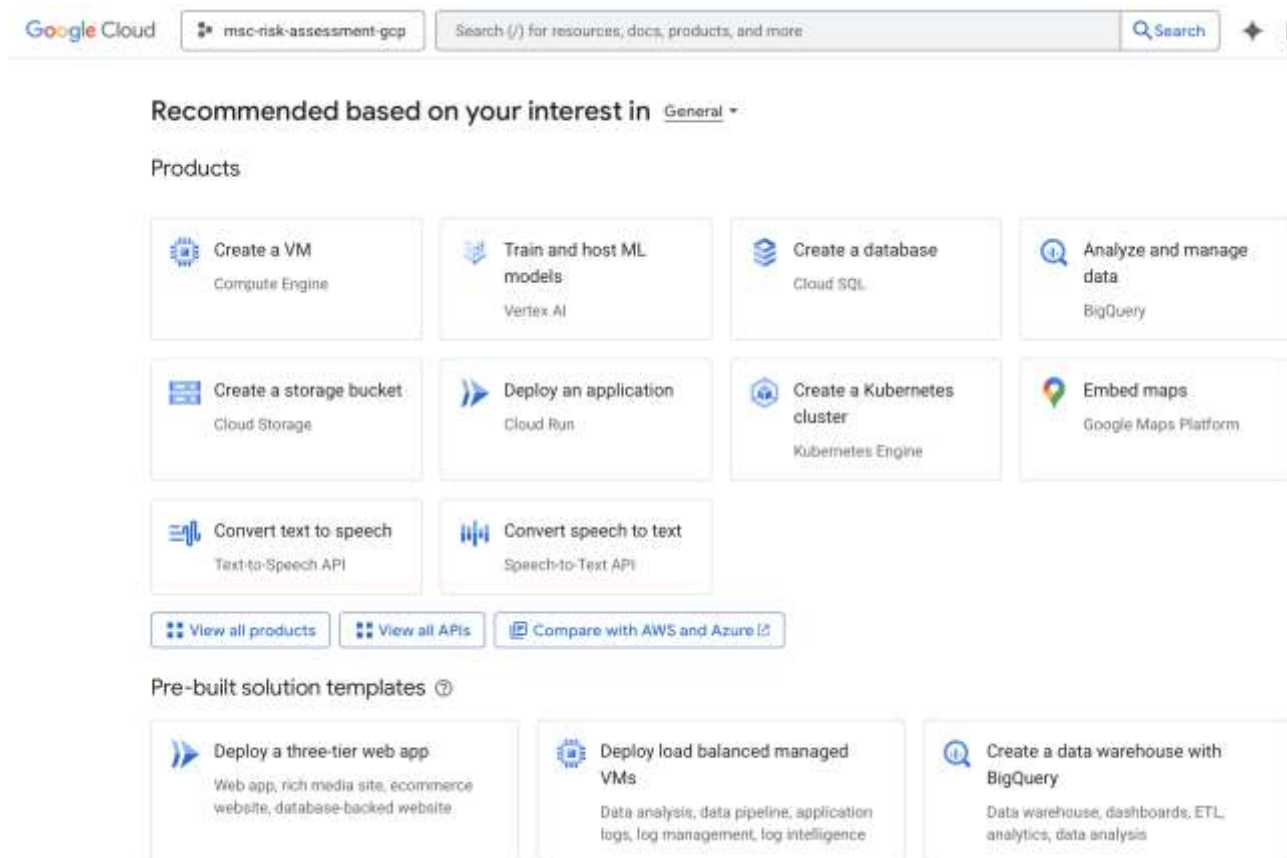 Google Cloud
msc-risk-assessment-gcp
Search (/) for resources, docs, products, and more
Search
Recommended based on your interest in General
Products
Create a VM
Compute Engine
Train and host ML
models
Vertex AI
Create a database
Cloud SQL
Analyze and manage
data
BigQuery
Create a storage bucket
Cloud Storage
Deploy an application
Cloud Run
Create a Kubernetes
cluster
Kubernetes Engine
Embed maps
Google Maps Platform
Convert text to speech
Text-to-Speech API
Convert speech to text
Speech-to-Text API
View all products
View all APIs
Compare with AWS and Azure
Pre-built solution templates
Deploy a three-tier web app
Web app, rich media site, ecommerce
website, database-backed website
Deploy load balanced managed
VMs
Data analysis, data pipeline, application
logs, log management, log intelligence
Create a data warehouse with
BigQuery
Data warehouse, dashboards, ETL,
analytics, data analysis